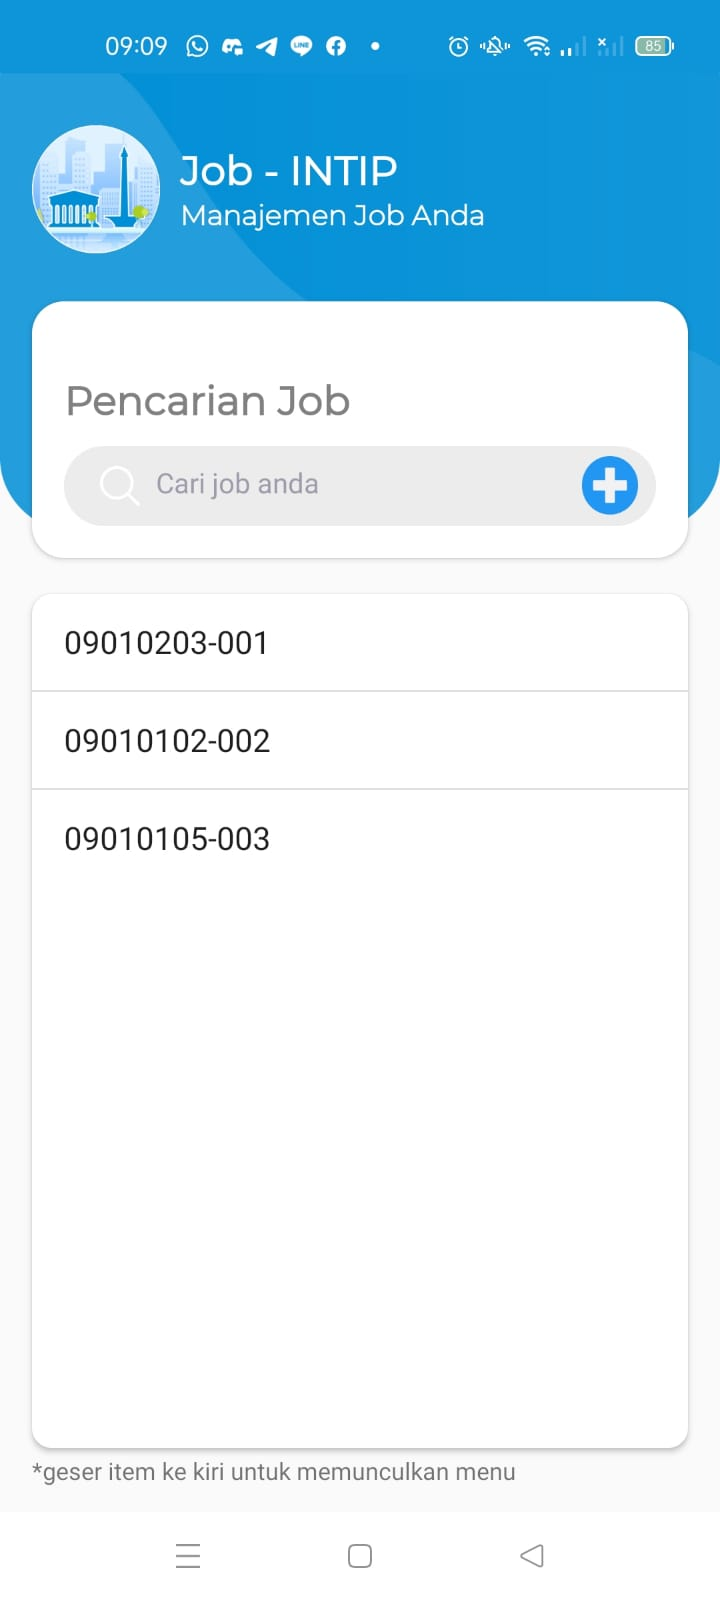 09:09 LINE 85
Job - INTIP
Manajemen Job Anda
Pencarian Job
Cari job anda
09010203-001
09010102-002
09010105-003
*geser item ke kiri untuk memunculkan menu